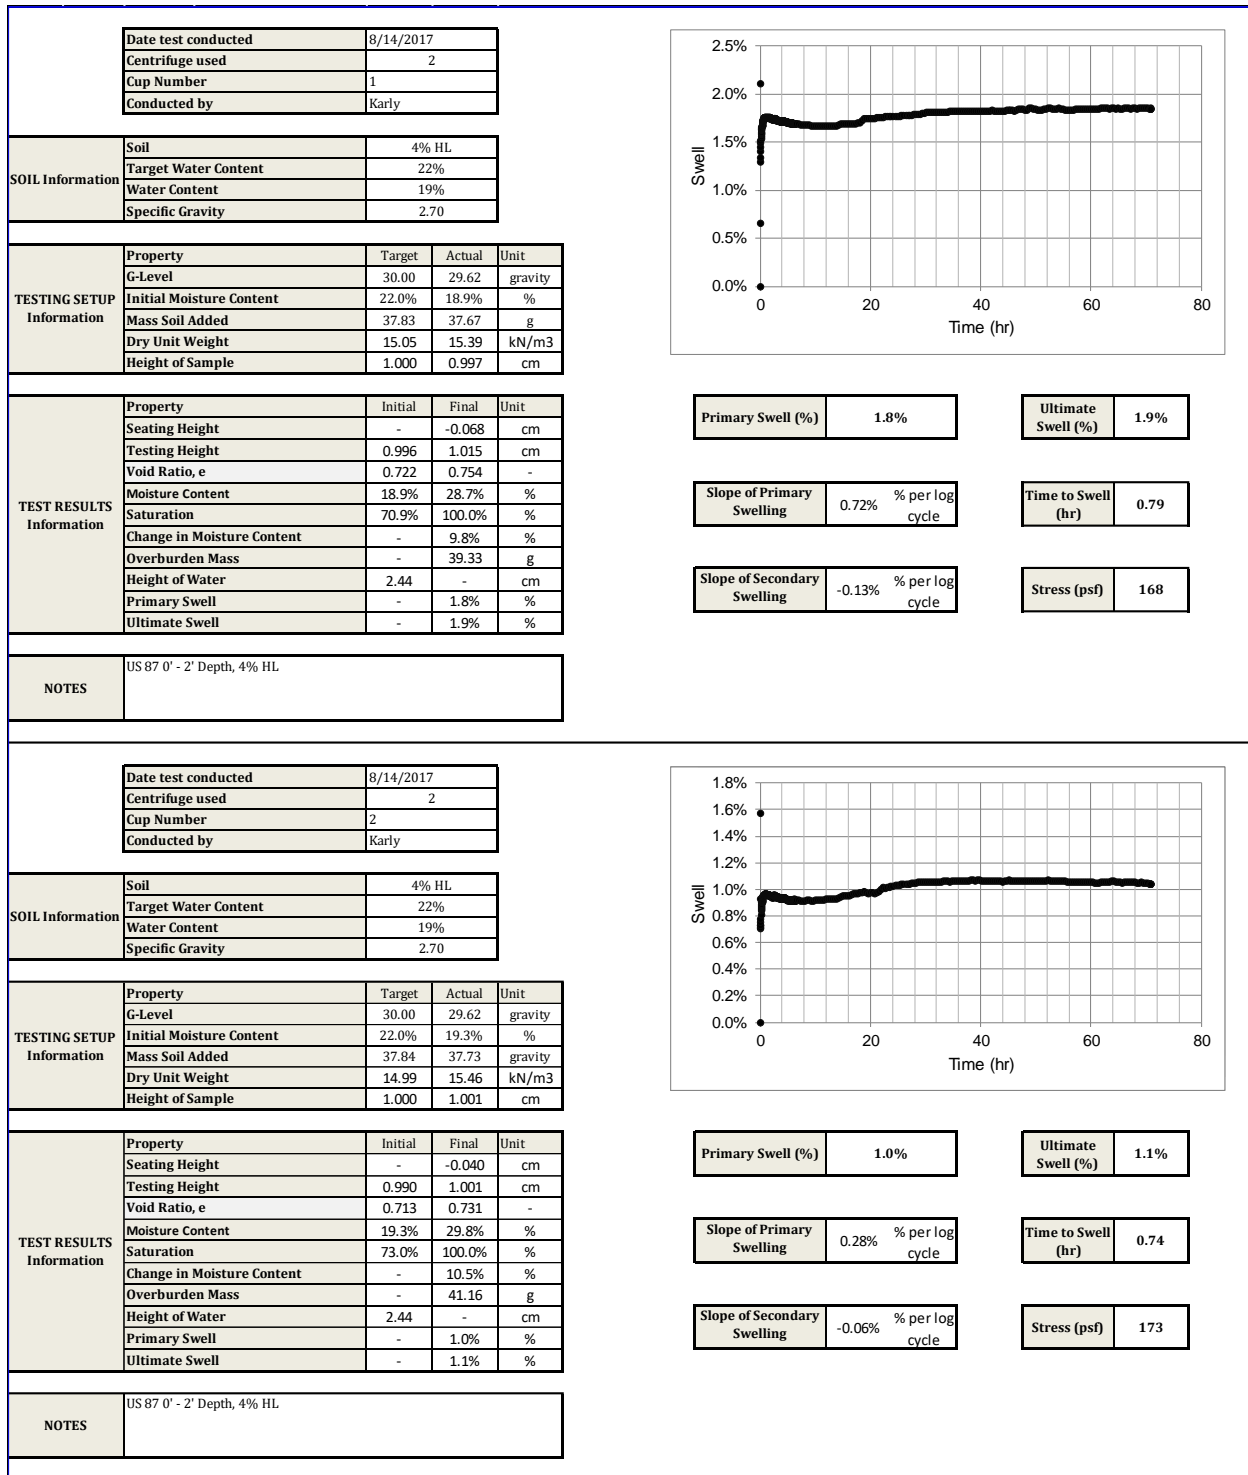 Date test conducted 8/14/2017
Centrifuge used 2
Cup Number 1
Conducted by Karly
SOIL Information
Soil 4% HL
Target Water Content 22%
Water Content 19%
Specific Gravity 2.70
TESTING SETUP Information
Property Target Actual Unit
G-Level 30.00 29.62 gravity
Initial Moisture Content 22.0% 18.9% %
Mass Soil Added 37.83 37.67 g
Dry Unit Weight 15.05 15.39 kN/m3
Height of Sample 1.000 0.997 cm
2.5%
2.0%
1.5%
1.0%
0.5%
0.0%
Swell
0 20 40 60 80
Time (hr)
TEST RESULTS Information
Property Initial Final Unit
Seating Height - -0.068 cm
Testing Height 0.996 1.015 cm
Void Ratio, e 0.722 0.754 -
Moisture Content 18.9% 28.7% %
Saturation 70.9% 100.0% %
Change in Moisture Content - 9.8% %
Overburden Mass - 39.33 g
Height of Water 2.44 - cm
Primary Swell - 1.8% %
Ultimate Swell - 1.9% %
Primary Swell (%) 1.8%
Ultimate Swell (%) 1.9%
Slope of Primary Swelling 0.72% % per log cycle
Time to Swell (hr) 0.79
Slope of Secondary Swelling -0.13% % per log cycle
Stress (psf) 168
NOTES
US 87 0' - 2' Depth, 4% HL
Date test conducted 8/14/2017
Centrifuge used 2
Cup Number 2
Conducted by Karly
SOIL Information
Soil 4% HL
Target Water Content 22%
Water Content 19%
Specific Gravity 2.70
TESTING SETUP Information
Property Target Actual Unit
G-Level 30.00 29.62 gravity
Initial Moisture Content 22.0% 19.3% %
Mass Soil Added 37.84 37.73 gravity
Dry Unit Weight 14.99 15.46 kN/m3
Height of Sample 1.000 1.001 cm
1.8%
1.6%
1.4%
1.2%
1.0%
0.8%
0.6%
0.4%
0.2%
0.0%
Swell
0 20 40 60 80
Time (hr)
TEST RESULTS Information
Property Initial Final Unit
Seating Height - -0.040 cm
Testing Height 0.990 1.001 cm
Void Ratio, e 0.713 0.731 -
Moisture Content 19.3% 29.8% %
Saturation 73.0% 100.0% %
Change in Moisture Content - 10.5% %
Overburden Mass - 41.16 g
Height of Water 2.44 - cm
Primary Swell - 1.0% %
Ultimate Swell - 1.1% %
Primary Swell (%) 1.0%
Ultimate Swell (%) 1.1%
Slope of Primary Swelling 0.28% % per log cycle
Time to Swell (hr) 0.74
Slope of Secondary Swelling -0.06% % per log cycle
Stress (psf) 173
NOTES
US 87 0' - 2' Depth, 4% HL